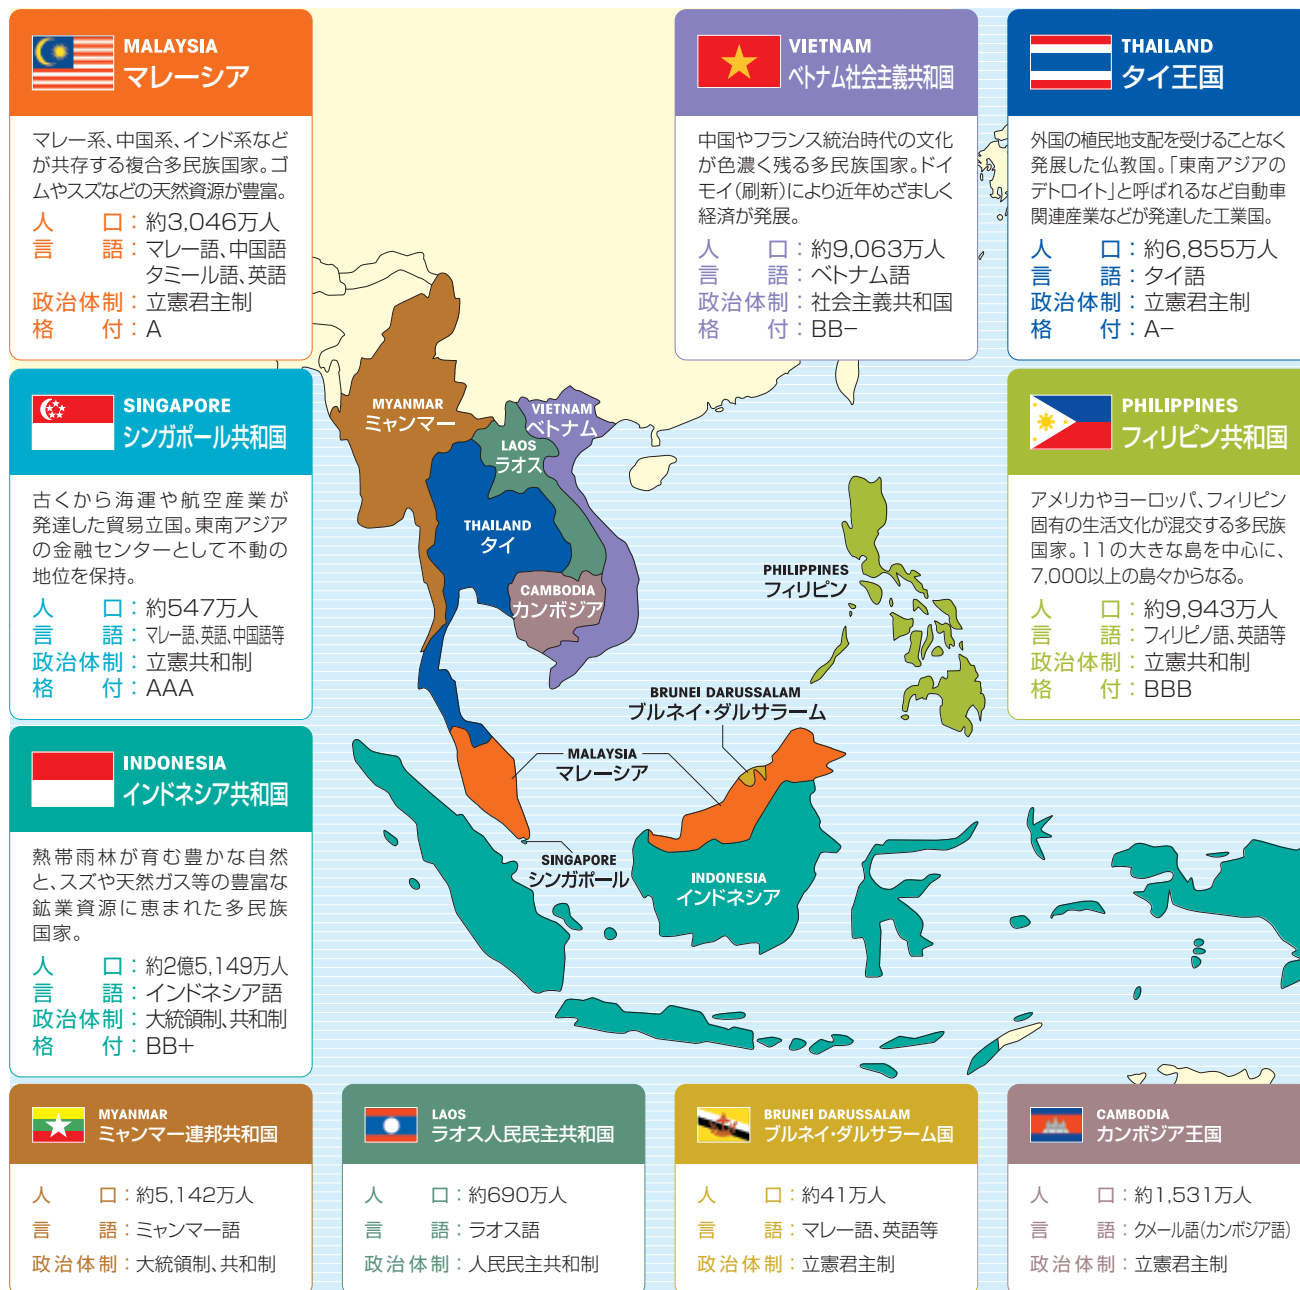 MALAYSIA
マレーシア
マレー系、中国系、インド系など
が共存する複合多民族国家。ゴ
ムやスズなどの天然資源が豊富。
人口：約3,046万人
言語：マレー語、中国語
タミール語、英語
政治体制：立憲君主制
格付：A
VIETNAM
ベトナム社会主義共和国
中国やフランス統治時代の文化
が色濃く残る多民族国家。ドイ
モイ（刷新）により近年めざましく
経済が発展。
人口：約9,063万人
言語：ベトナム語
政治体制：社会主義共和国
格付：BB−
THAILAND
タイ王国
外国の植民地支配を受けることなく
発展した仏教国。「東南アジアの
デトロイト」と呼ばれるなど自動車
関連産業などが発達した工業国。
人口：約6,855万人
言語：タイ語
政治体制：立憲君主制
格付：A−
SINGAPORE
シンガポール共和国
古くから海運や航空産業が
発達した貿易立国。東南アジア
の金融センターとして不動の
地位を保持。
人口：約547万人
言語：マレー語、英語、中国語等
政治体制：立憲共和制
格付：AAA
PHILIPPINES
フィリピン共和国
アメリカやヨーロッパ、フィリピン
固有の生活文化が混交する多民族
国家。11の大きな島を中心に、
7,000以上の島々からなる。
人口：約9,943万人
言語：フィリピノ語、英語等
政治体制：立憲共和制
格付：BBB
INDONESIA
インドネシア共和国
熱帯雨林が育む豊かな自然
と、スズや天然ガス等の豊富な
鉱業資源に恵まれた多民族
国家。
人口：約2億5,149万人
言語：インドネシア語
政治体制：大統領制、共和制
格付：BB+
MYANMAR
ミャンマー
VIETNAM
ベトナム
LAOS
ラオス
THAILAND
タイ
CAMBODIA
カンボジア
PHILIPPINES
フィリピン
BRUNEI DARUSSALAM
ブルネイ・ダルサラーム
MALAYSIA
マレーシア
SINGAPORE
シンガポール
INDONESIA
インドネシア
MYANMAR
ミャンマー連邦共和国
人口：約5,142万人
言語：ミャンマー語
政治体制：大統領制、共和制
LAOS
ラオス人民民主共和国
人口：約690万人
言語：ラオス語
政治体制：人民民主共和制
BRUNEI DARUSSALAM
ブルネイ・ダルサラーム国
人口：約41万人
言語：マレー語、英語等
政治体制：立憲君主制
CAMBODIA
カンボジア王国
人口：約1,531万人
言語：クメール語（カンボジア語）
政治体制：立憲君主制